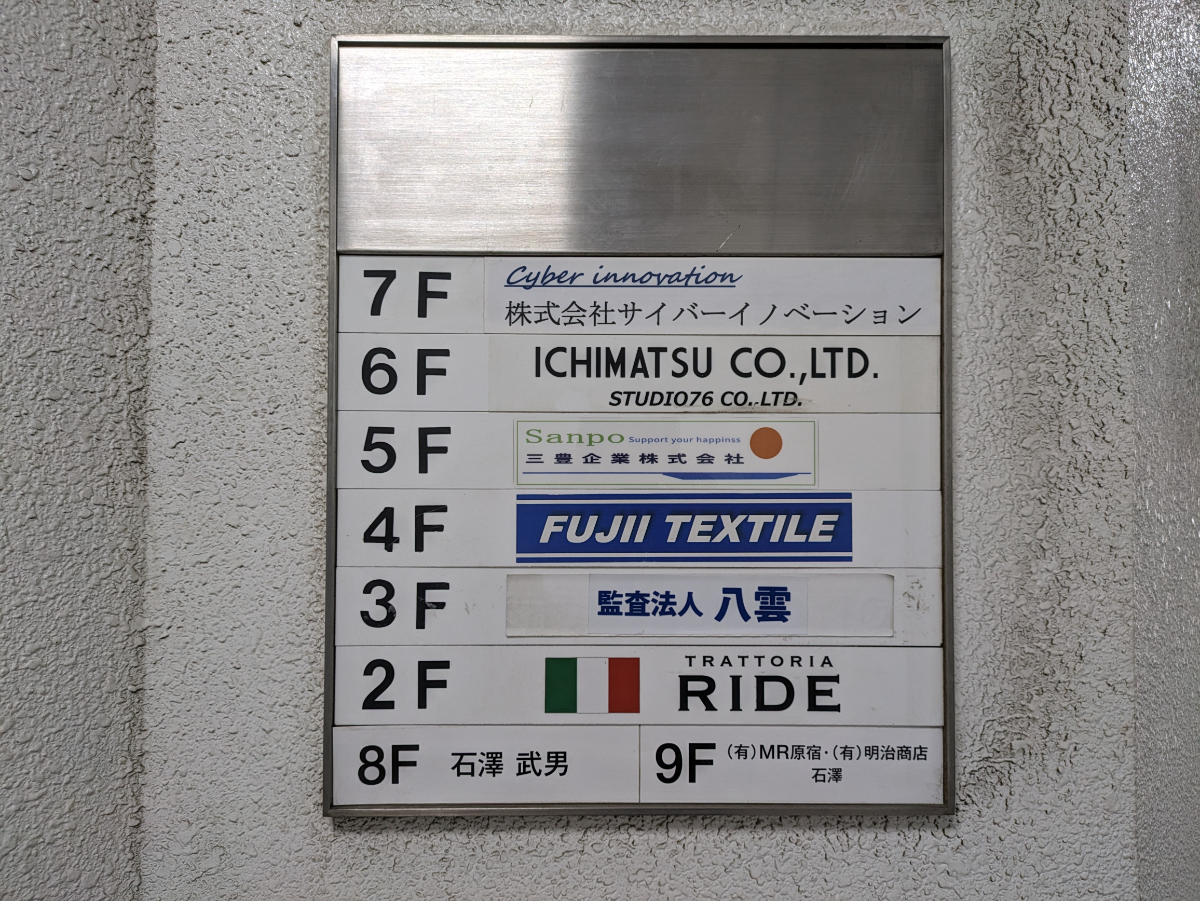 7F
Cyber innovation
株式会社サイバーイノベーション
6F
ICHIMATSU CO.,LTD.
STUDIO76 CO..LTD.
5F
Sanpo Support your happinss
三豊企業株式会社
4F
FUJII TEXTILE
3F
監査法人 八雲
2F
TRATTORIA
RIDE
8F
石澤 武男
9F
(有)MR原宿・(有)明治商店
石澤